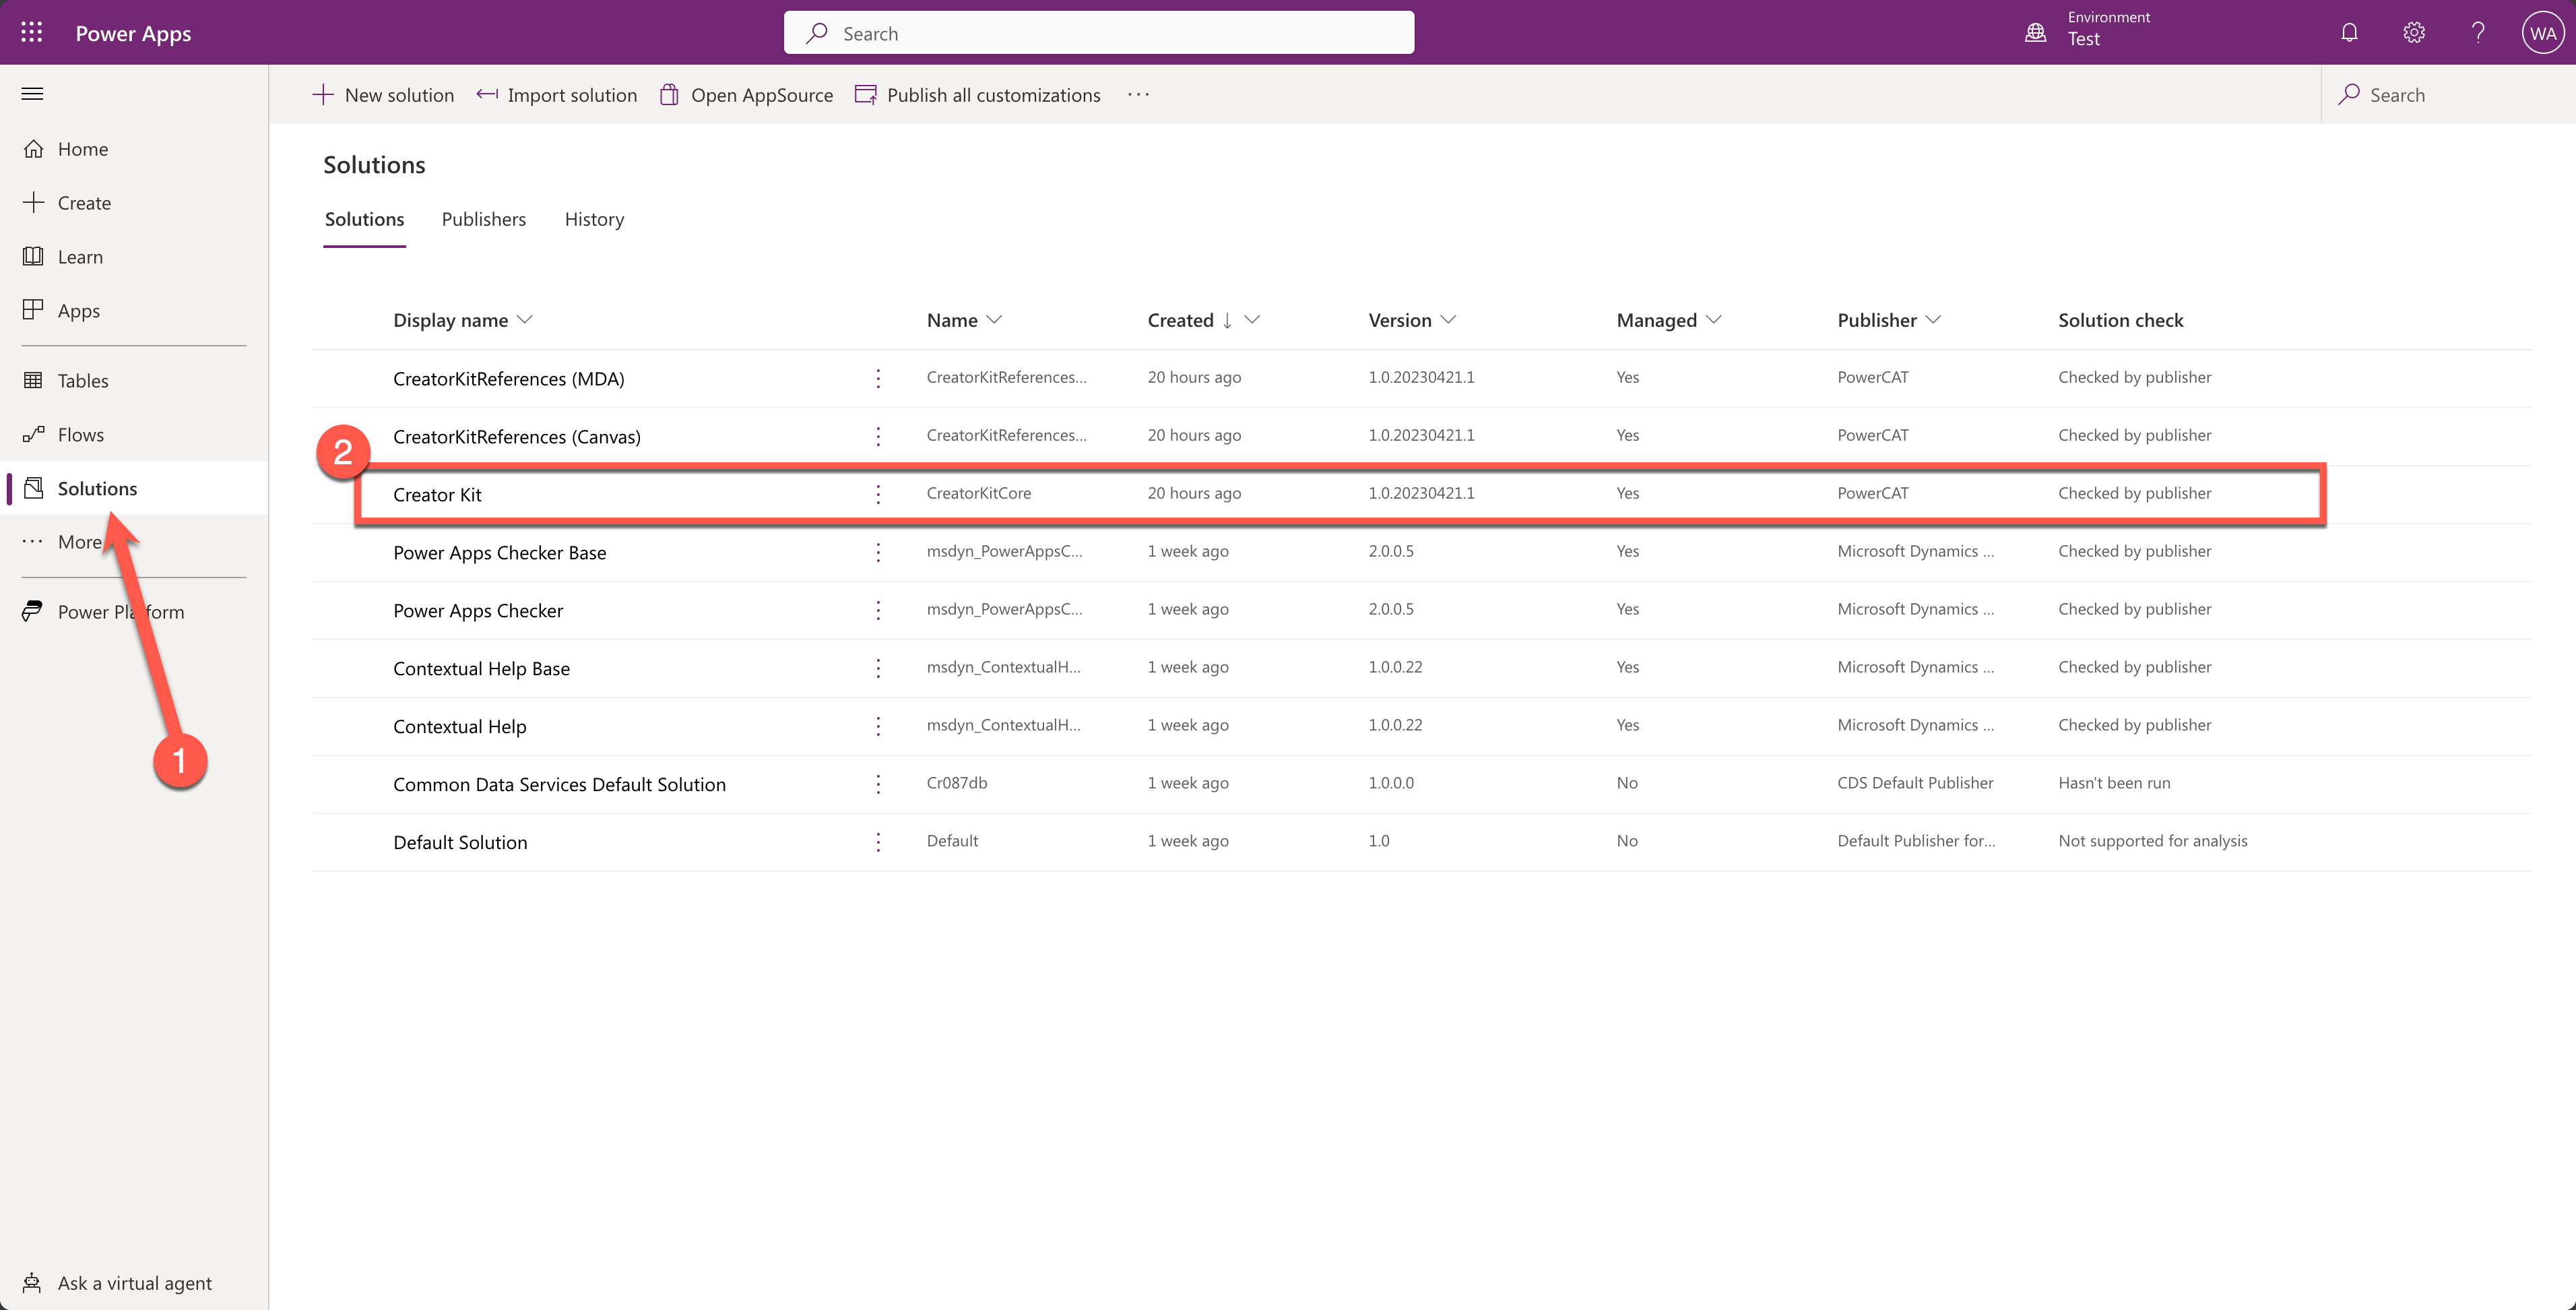 Power Apps
Search
Environment
Test
WA
New solution
Import solution
Open AppSource
Publish all customizations
Search
Home
Create
Learn
Apps
Tables
Flows
Solutions
More
Power Platform
1
Ask a virtual agent
Solutions
Solutions Publishers History
Display name Name Created Version Managed Publisher Solution check
CreatorKitReferences (MDA) CreatorKitReferences... 20 hours ago 1.0.20230421.1 Yes PowerCAT Checked by publisher
CreatorKitReferences (Canvas) CreatorKitReferences... 20 hours ago 1.0.20230421.1 Yes PowerCAT Checked by publisher
2
Creator Kit CreatorKitCore 20 hours ago 1.0.20230421.1 Yes PowerCAT Checked by publisher
Power Apps Checker Base msdyn_PowerAppsC... 1 week ago 2.0.0.5 Yes Microsoft Dynamics ... Checked by publisher
Power Apps Checker msdyn_PowerAppsC... 1 week ago 2.0.0.5 Yes Microsoft Dynamics ... Checked by publisher
Contextual Help Base msdyn_ContextualH... 1 week ago 1.0.0.22 Yes Microsoft Dynamics ... Checked by publisher
Contextual Help msdyn_ContextualH... 1 week ago 1.0.0.22 Yes Microsoft Dynamics ... Checked by publisher
Common Data Services Default Solution Cr087db 1 week ago 1.0.0.0 No CDS Default Publisher Hasn't been run
Default Solution Default 1 week ago 1.0 No Default Publisher for... Not supported for analysis